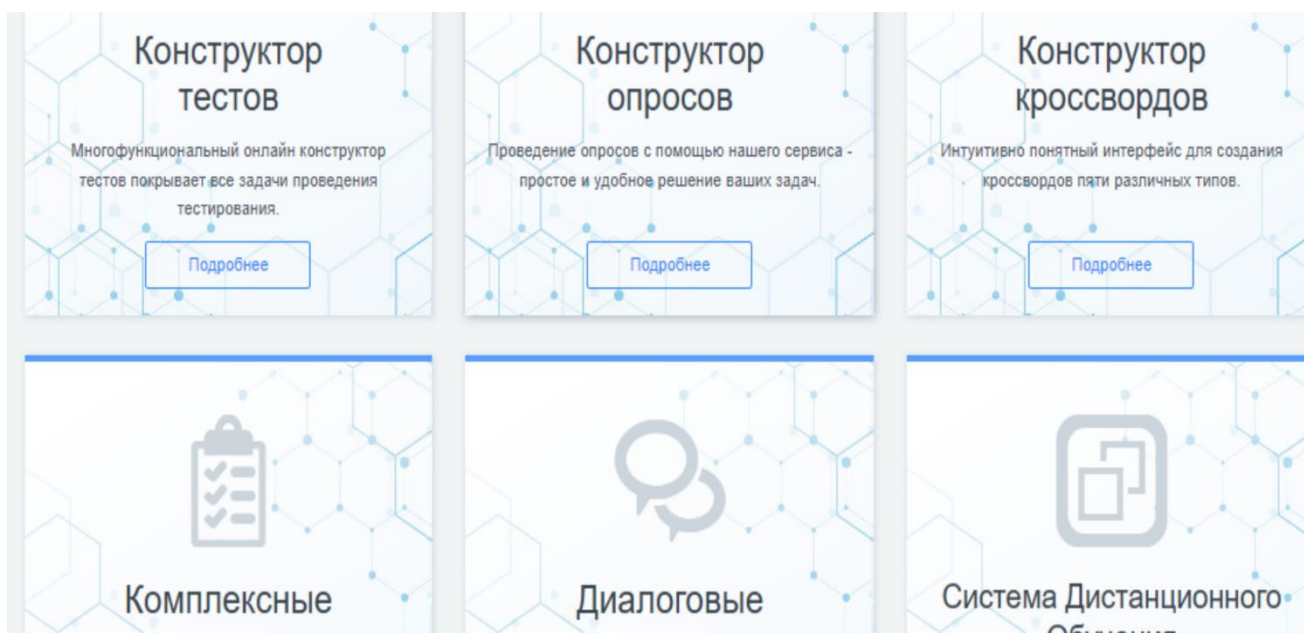 Конструктор
тестов
Многофункциональный онлайн конструктор
тестов покрывает все задачи проведения
тестирования.
Подробнее
Конструктор
опросов
Проведение опросов с помощью нашего сервиса -
простое и удобное решение ваших задач.
Подробнее
Конструктор
кроссвордов
Интуитивно понятный интерфейс для создания
кроссвордов пяти различных типов.
Подробнее
Комплексные
Диалоговые
Система Дистанционного
Обучения